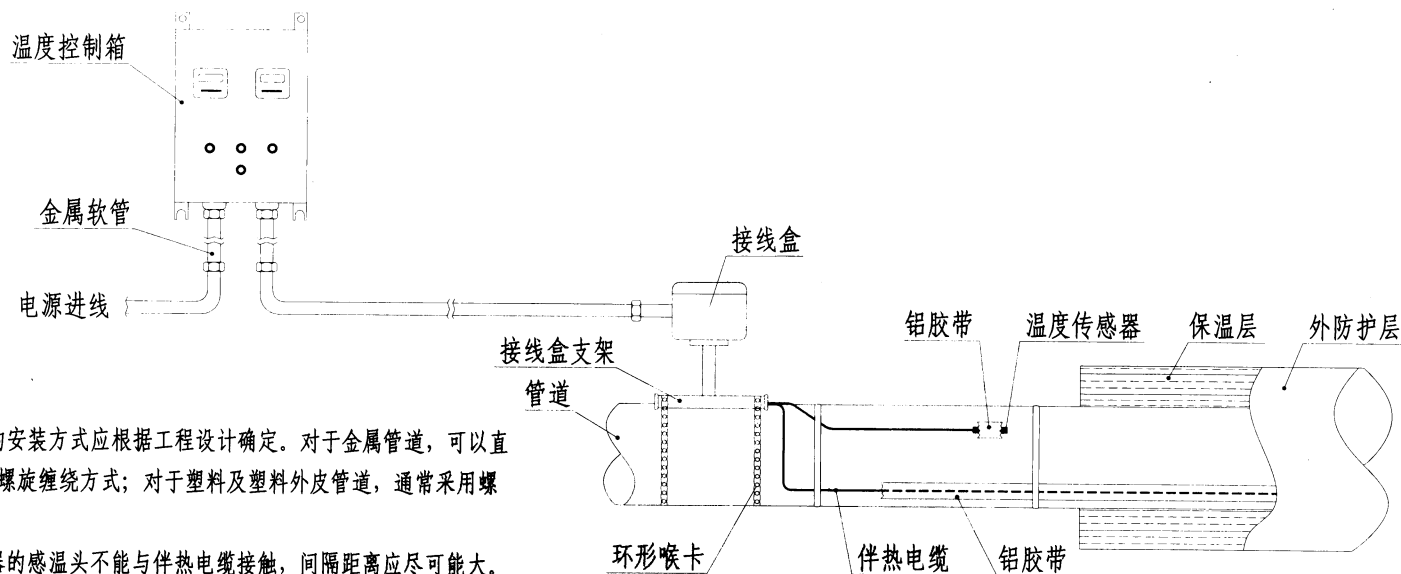 温度控制箱
金属软管
电源进线
接线盒
接线盒支架
管道
铝胶带
温度传感器
保温层
外防护层
环形喉卡
伴热电缆
铝胶带
安装方式应根据工程设计确定。对于金属管道，可以直
螺旋缠绕方式；对于塑料及塑料外皮管道，通常采用螺
的感温头不能与伴热电缆接触，间隔距离应尽可能大。